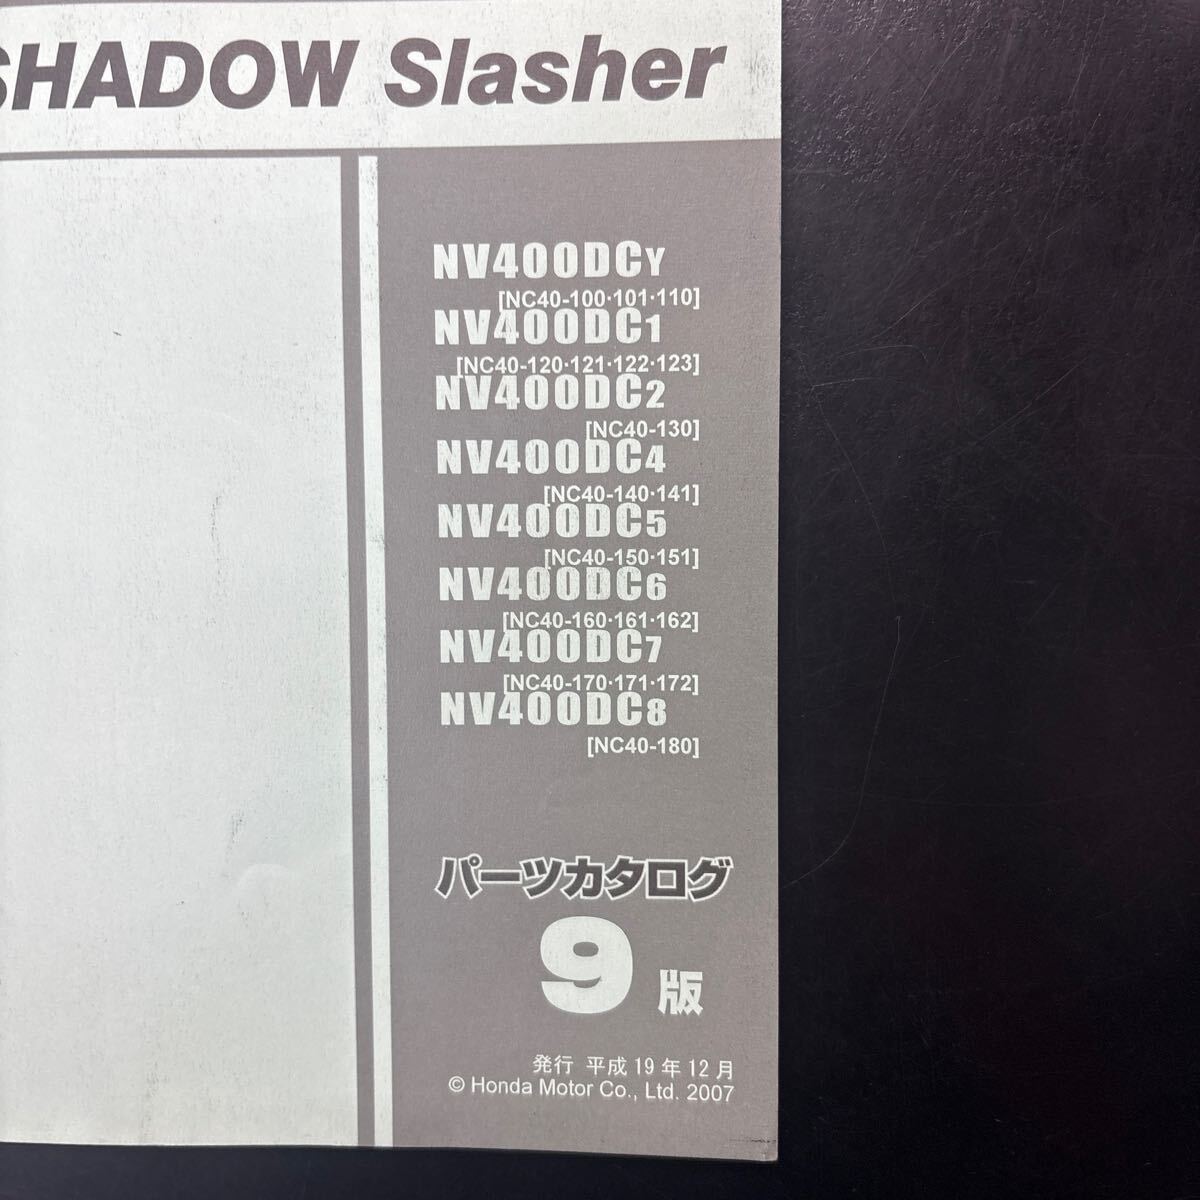 SHADOW Slasher
NV400DCY
[NC40-100·101·110]
NV400DC1
[NC40-120·121·122·123]
NV400DC2
[NC40-130]
NV400DC4
[NC40-140·141]
NV400DC5
[NC40-150·151]
NV400DC6
[NC40-160·161·162]
NV400DC7
[NC40-170·171·172]
NV400DC8
[NC40-180]
パーツカタログ
9版
発行 平成19年12月
© Honda Motor Co., Ltd. 2007